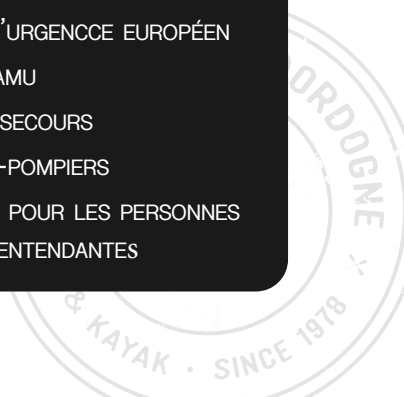 'URGENCCE EUROPÉEN
AMU
SECOURS
-POMPIERS
POUR LES PERSONNES
ENTENDANTES
ORDOGNE
& KAYAK • SINCE 1978